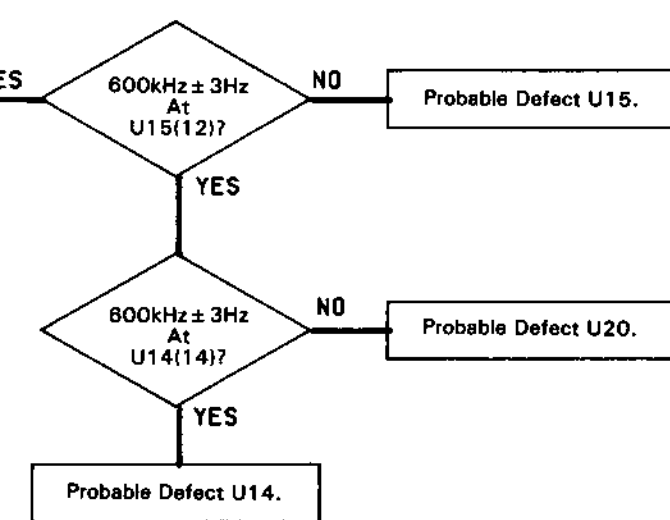 ES
600kHz ± 3Hz
At
U15(12)?
NO
Probable Defect U15.
YES
600kHz ± 3Hz
At
U14(14)?
NO
Probable Defect U20.
YES
Probable Defect U14.